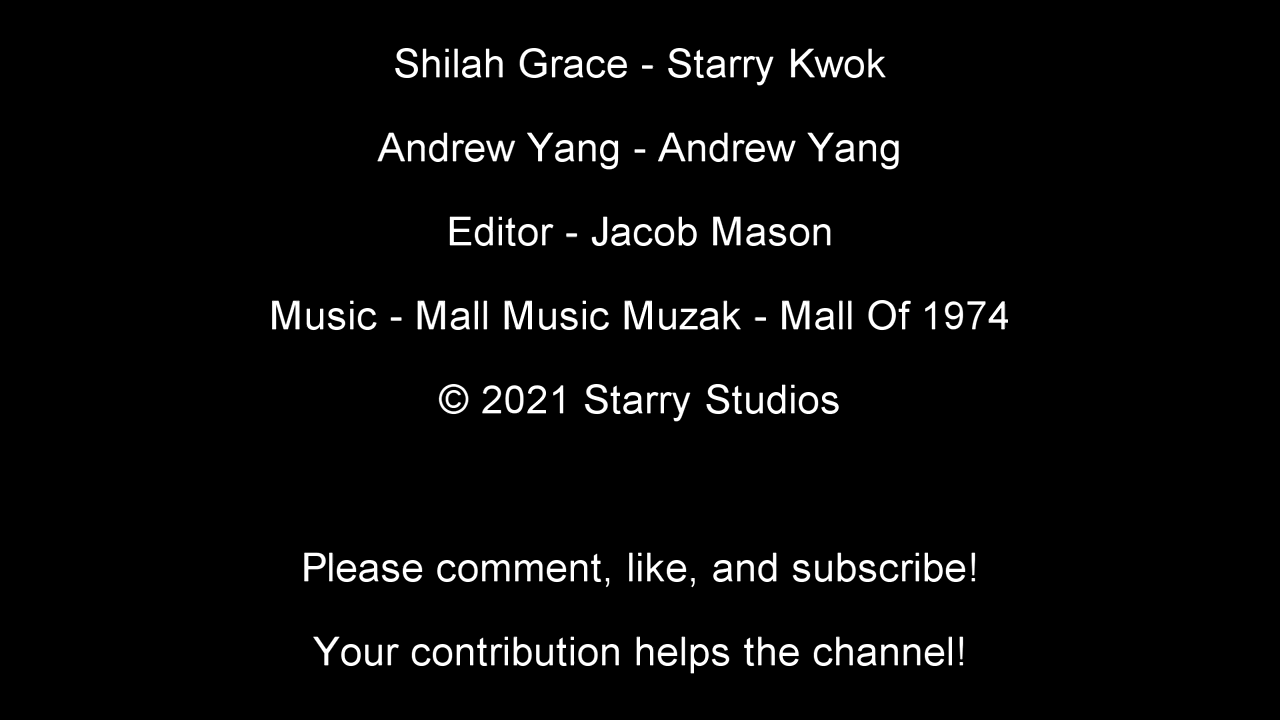 Shilah Grace - Starry Kwok
Andrew Yang - Andrew Yang
Editor - Jacob Mason
Music - Mall Music Muzak - Mall Of 1974
© 2021 Starry Studios
Please comment, like, and subscribe!
Your contribution helps the channel!